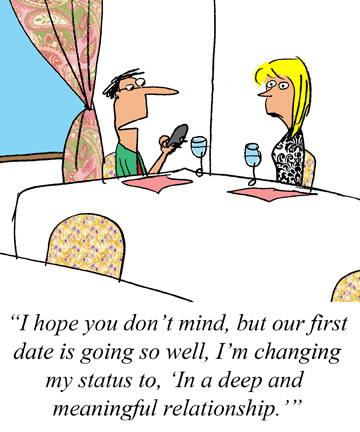 “I hope you don’t mind, but our first
date is going so well, I’m changing
my status to, ‘In a deep and
meaningful relationship.’”